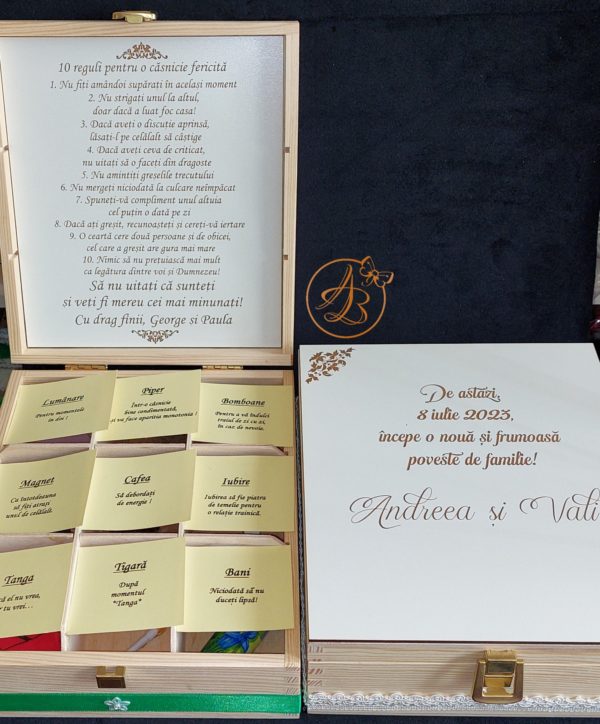 10 reguli pentru o căsnicie fericită
1. Nu fiți amândoi supărați în același moment
2. Nu strigați unul la altul,
doar dacă a luat foc casa!
3. Dacă aveți o discuție aprinsă,
lăsați-l pe celălalt să câștige
4. Dacă aveți ceva de criticat,
nu uitați să o faceți din dragoste
5. Nu amintiți greșelile trecutului
6. Nu mergeți niciodată la culcare neîmpăcat
7. Spuneți-vă compliment unul altuia
cel puțin o dată pe zi
8. Dacă ați greșit, recunoașteți și cereți-vă iertare
9. O ceartă cere două persoane și de obicei,
cel care a greșit are gura mai mare
10. Nimic să nu prețuiască mai mult
ca legătura dintre voi și Dumnezeu!
Să nu uitați că sunteți
și veți fi mereu cei mai minunați!
Cu drag finii, George și Paula
Lumânare
Pentru momentele
în doi !
Piper
Într-o căsnicie
bine condimentată,
nu va face apariția monotonia !
Bomboane
Pentru a vă îndulci
traiul de zi cu zi,
în caz de nevoie.
Magnet
Cu întotdeauna
să fiți atrași
unul de celălalt.
Cafea
Să debordați
de energie !
Iubire
Iubirea să fie piatra
de temelie pentru
o relație trainică.
Tanga
că el nu vrea,
r tu vrei...
Țigară
După
momentul
"Tanga"
Bani
Niciodată să nu
duceți lipsă!
AB
De astăzi,
8 iulie 2023,
începe o nouă și frumoasă
poveste de familie!
Andreea și Vali